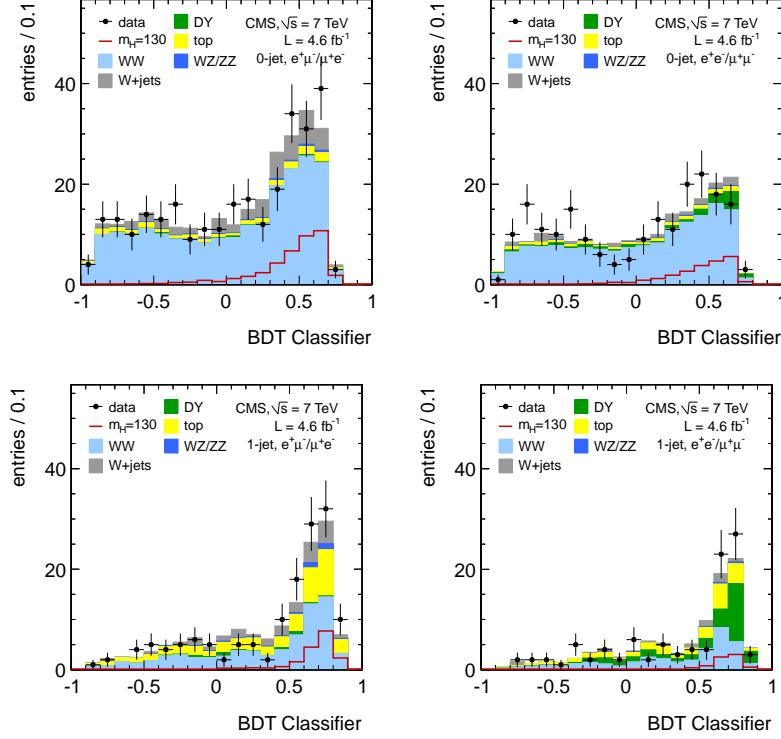 entries / 0.1
data
m_H=130
WW
W+jets
DY
top
WZ/ZZ
CMS, √s = 7 TeV
L = 4.6 fb⁻¹
0-jet, e⁺μ⁻/μ⁺e⁻
40
20
0
-1 -0.5 0 0.5 1
BDT Classifier
entries / 0.1
data
m_H=130
WW
W+jets
DY
top
WZ/ZZ
CMS, √s = 7 TeV
L = 4.6 fb⁻¹
0-jet, e⁺e⁻/μ⁺μ⁻
40
20
0
-1 -0.5 0 0.5 1
BDT Classifier
entries / 0.1
data
m_H=130
WW
W+jets
DY
top
WZ/ZZ
CMS, √s = 7 TeV
L = 4.6 fb⁻¹
1-jet, e⁺μ⁻/μ⁺e⁻
40
20
0
-1 -0.5 0 0.5 1
BDT Classifier
entries / 0.1
data
m_H=130
WW
W+jets
DY
top
WZ/ZZ
CMS, √s = 7 TeV
L = 4.6 fb⁻¹
1-jet, e⁺e⁻/μ⁺μ⁻
40
20
0
-1 -0.5 0 0.5 1
BDT Classifier